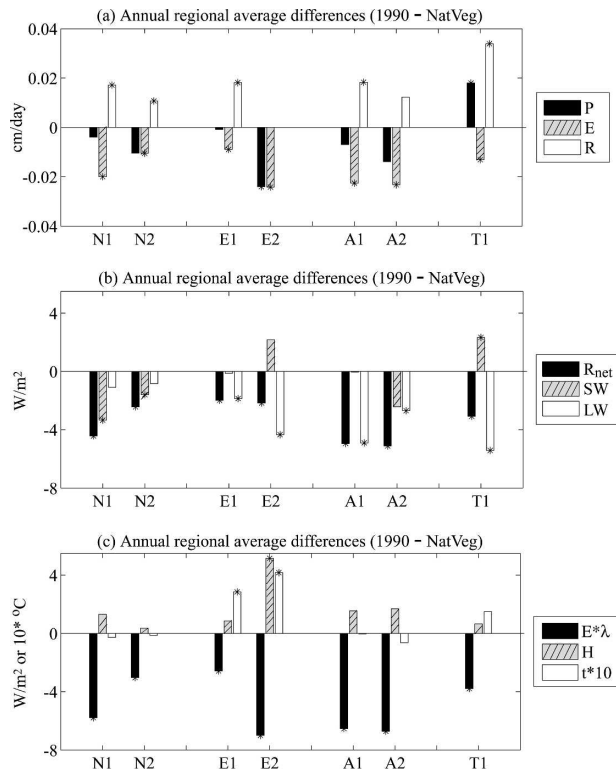 (a) Annual regional average differences (1990 − NatVeg)
0.04
0.02
0
-0.02
-0.04
cm/day
N1 N2 E1 E2 A1 A2 T1
P
E
R
(b) Annual regional average differences (1990 − NatVeg)
4
0
-4
-8
W/m²
N1 N2 E1 E2 A1 A2 T1
Rnet
SW
LW
(c) Annual regional average differences (1990 − NatVeg)
4
0
-4
-8
W/m² or 10* °C
N1 N2 E1 E2 A1 A2 T1
E*λ
H
t*10